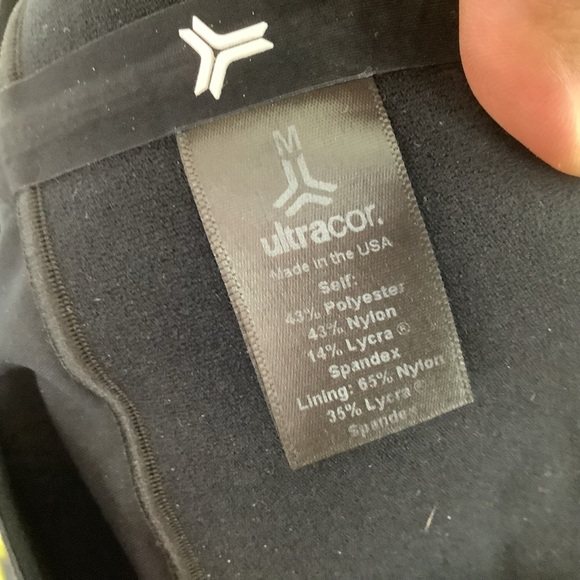 M
ultracor.
Made in the USA
Self:
43% Polyester
43% Nylon
14% Lycra ®
Spandex
Lining: 65% Nylon
35% Lycra ®
Spandex